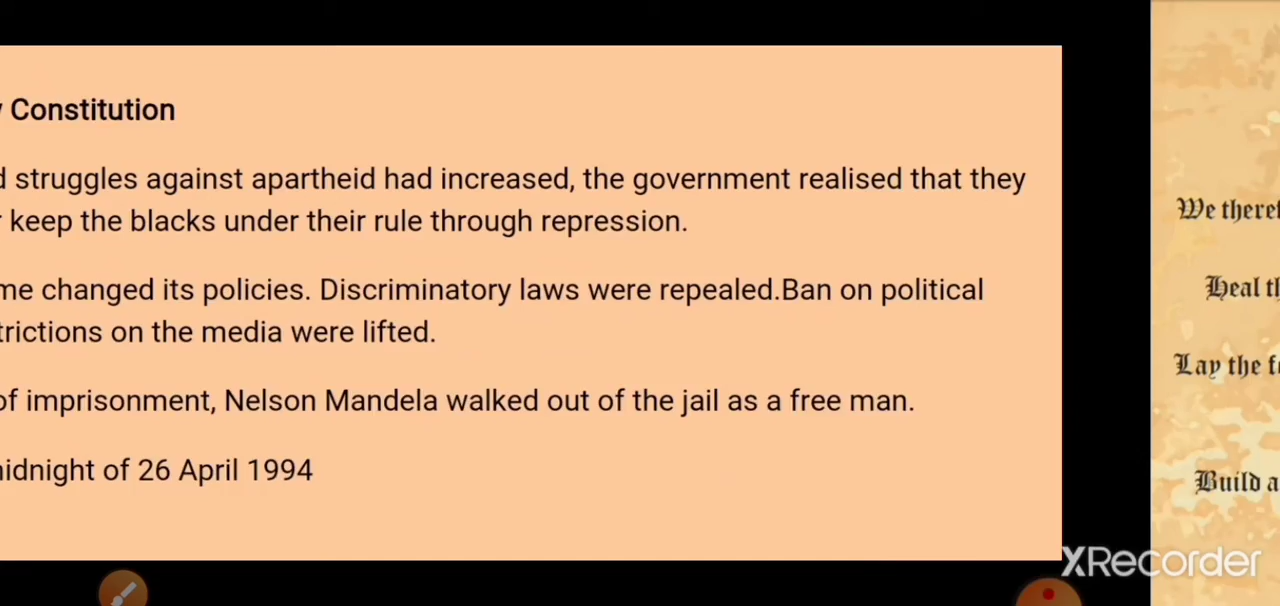 Constitution
struggles against apartheid had increased, the government realised that they
keep the blacks under their rule through repression.
me changed its policies. Discriminatory laws were repealed.Ban on political
trictions on the media were lifted.
of imprisonment, Nelson Mandela walked out of the jail as a free man.
idnight of 26 April 1994
We theref
Heal th
Lay the f
Build a
XRecorder